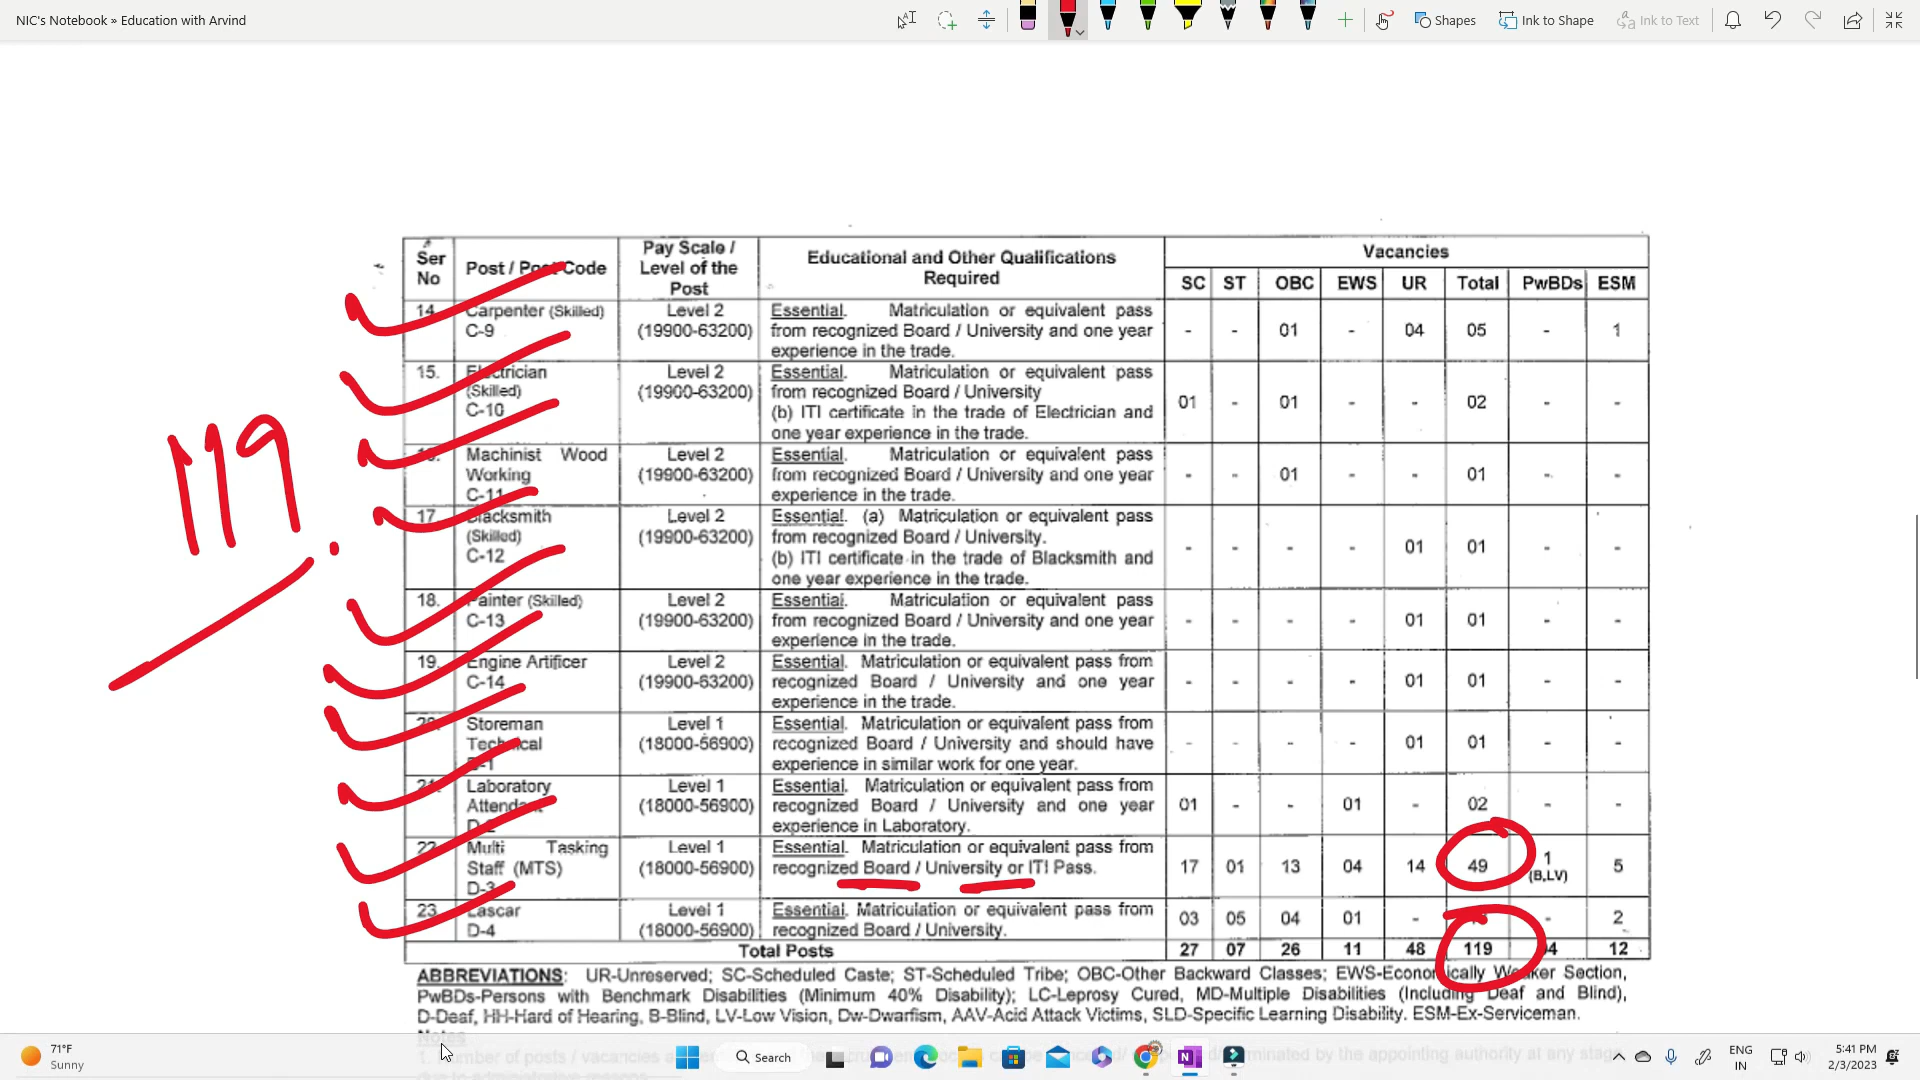 NIC's Notebook » Education with Arvind
Shapes
Ink to Shape
Ink to Text
Ser No
Post / Post Code
Pay Scale / Level of the Post
Educational and Other Qualifications Required
Vacancies
SC ST OBC EWS UR Total PwBDs ESM
14. Carpenter (Skilled) C-9
Level 2 (19900-63200)
Essential. Matriculation or equivalent pass
from recognized Board / University and one year
experience in the trade.
- - 01 - 04 05 - 1
15. Electrician (Skilled) C-10
Level 2 (19900-63200)
Essential. Matriculation or equivalent pass
from recognized Board / University
(b) ITI certificate in the trade of Electrician and
one year experience in the trade.
01 - 01 - - 02 - -
Machinist Wood Working C-11
Level 2 (19900-63200)
Essential. Matriculation or equivalent pass
from recognized Board / University and one year
experience in the trade.
- - 01 - - 01 - -
17. Blacksmith (Skilled) C-12
Level 2 (19900-63200)
Essential. (a) Matriculation or equivalent pass
from recognized Board / University.
(b) ITI certificate in the trade of Blacksmith and
one year experience in the trade.
- - - - 01 01 - -
18. Painter (Skilled) C-13
Level 2 (19900-63200)
Essential. Matriculation or equivalent pass
from recognized Board / University and one year
experience in the trade.
- - - - 01 01 - -
19. Engine Artificer C-14
Level 2 (19900-63200)
Essential. Matriculation or equivalent pass from
recognized Board / University and one year
experience in the trade.
- - - - 01 01 - -
Storeman Technical
Level 1 (18000-56900)
Essential. Matriculation or equivalent pass from
recognized Board / University and should have
experience in similar work for one year.
- - - - 01 01 - -
Laboratory Attendant
Level 1 (18000-56900)
Essential. Matriculation or equivalent pass from
recognized Board / University and one year
experience in Laboratory.
01 - - 01 - 02 - -
22. Multi Tasking Staff (MTS) D-3
Level 1 (18000-56900)
Essential. Matriculation or equivalent pass from
recognized Board / University or ITI Pass.
17 01 13 04 14 49 1 (B,LV) 5
23. Lascar D-4
Level 1 (18000-56900)
Essential. Matriculation or equivalent pass from
recognized Board / University.
03 05 04 01 - - 2
Total Posts 27 07 26 11 48 119 12
119
ABBREVIATIONS: UR-Unreserved; SC-Scheduled Caste; ST-Scheduled Tribe; OBC-Other Backward Classes; EWS-Economically Weaker Section,
PwBDs-Persons with Benchmark Disabilities (Minimum 40% Disability); LC-Leprosy Cured, MD-Multiple Disabilities (Including Deaf and Blind),
D-Deaf, HH-Hard of Hearing, B-Blind, LV-Low Vision, Dw-Dwarfism, AAV-Acid Attack Victims, SLD-Specific Learning Disability. ESM-Ex-Serviceman.
71°F
Sunny
Search
ENG
IN
5:41 PM
2/3/2023